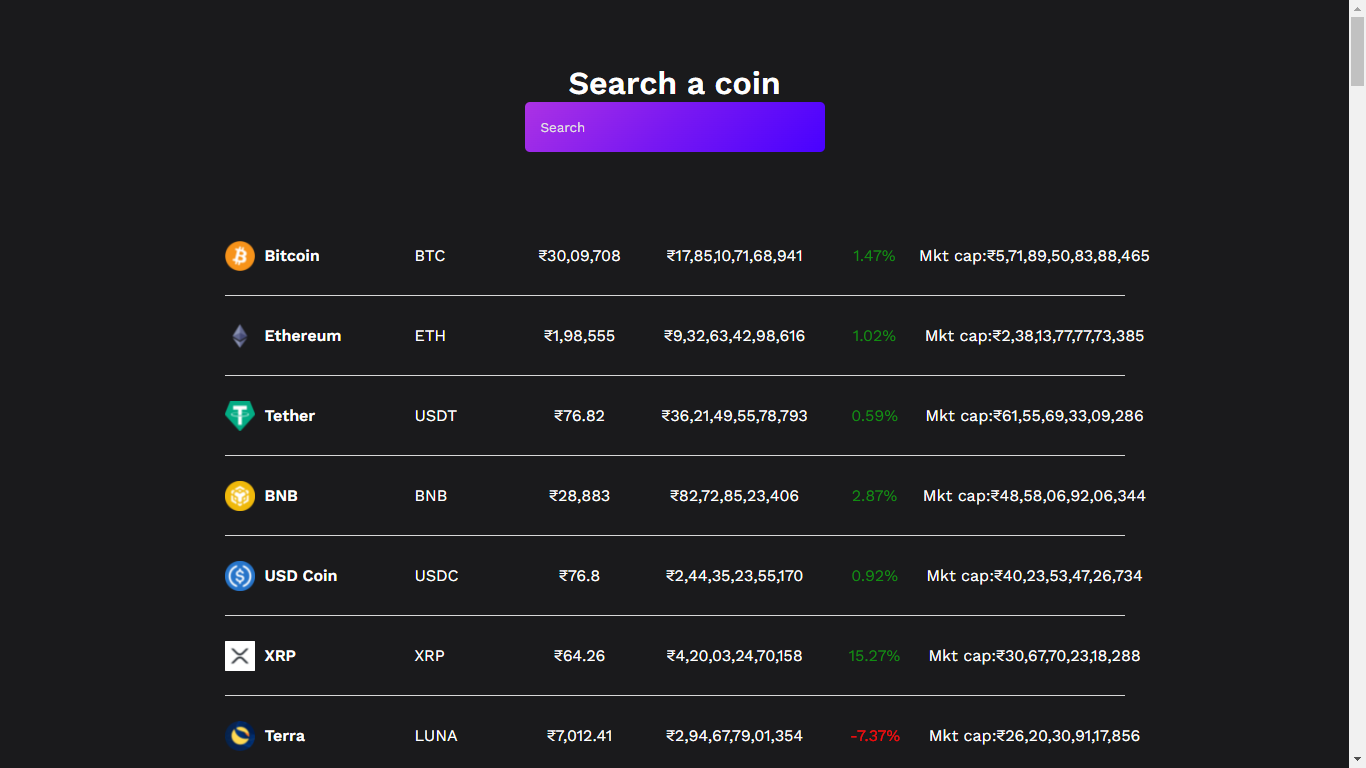 Search a coin
Search
Bitcoin BTC ₹30,09,708 ₹17,85,10,71,68,941 1.47% Mkt cap:₹5,71,89,50,83,88,465
Ethereum ETH ₹1,98,555 ₹9,32,63,42,98,616 1.02% Mkt cap:₹2,38,13,77,77,73,385
Tether USDT ₹76.82 ₹36,21,49,55,78,793 0.59% Mkt cap:₹61,55,69,33,09,286
BNB BNB ₹28,883 ₹82,72,85,23,406 2.87% Mkt cap:₹48,58,06,92,06,344
USD Coin USDC ₹76.8 ₹2,44,35,23,55,170 0.92% Mkt cap:₹40,23,53,47,26,734
XRP XRP ₹64.26 ₹4,20,03,24,70,158 15.27% Mkt cap:₹30,67,70,23,18,288
Terra LUNA ₹7,012.41 ₹2,94,67,79,01,354 -7.37% Mkt cap:₹26,20,30,91,17,856